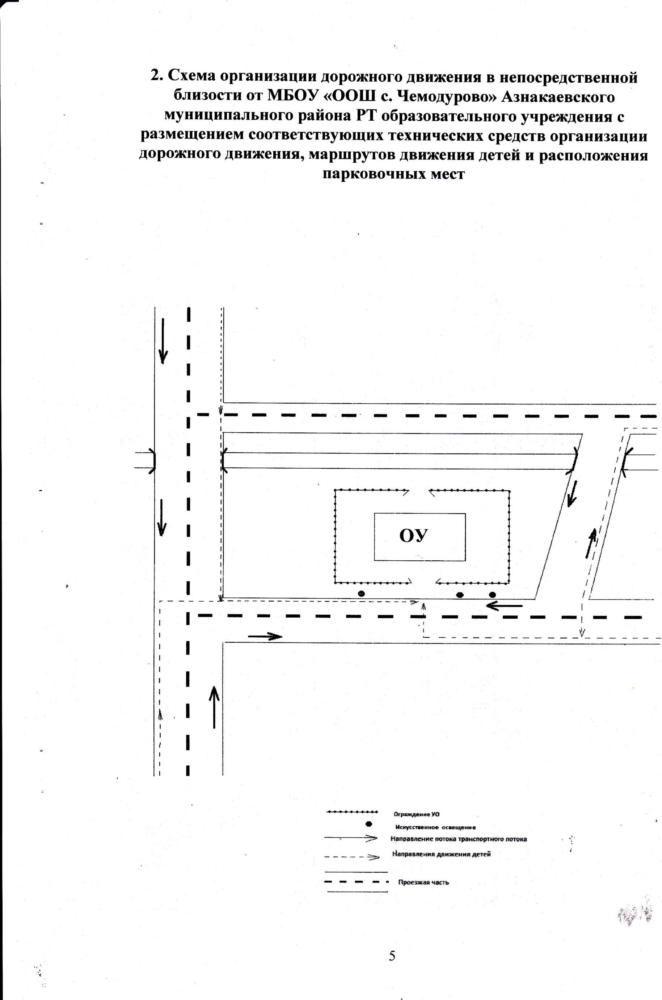 2. Схема организации дорожного движения в непосредственной
близости от МБОУ «ООШ с. Чемодурово» Азнакаевского
муниципального района РТ образовательного учреждения с
размещением соответствующих технических средств организации
дорожного движения, маршрутов движения детей и расположения
парковочных мест
ОУ
Ограждение УО
Искусственное освещение
Направление потока транспортного потока
Направления движения детей
Проезжая часть
5